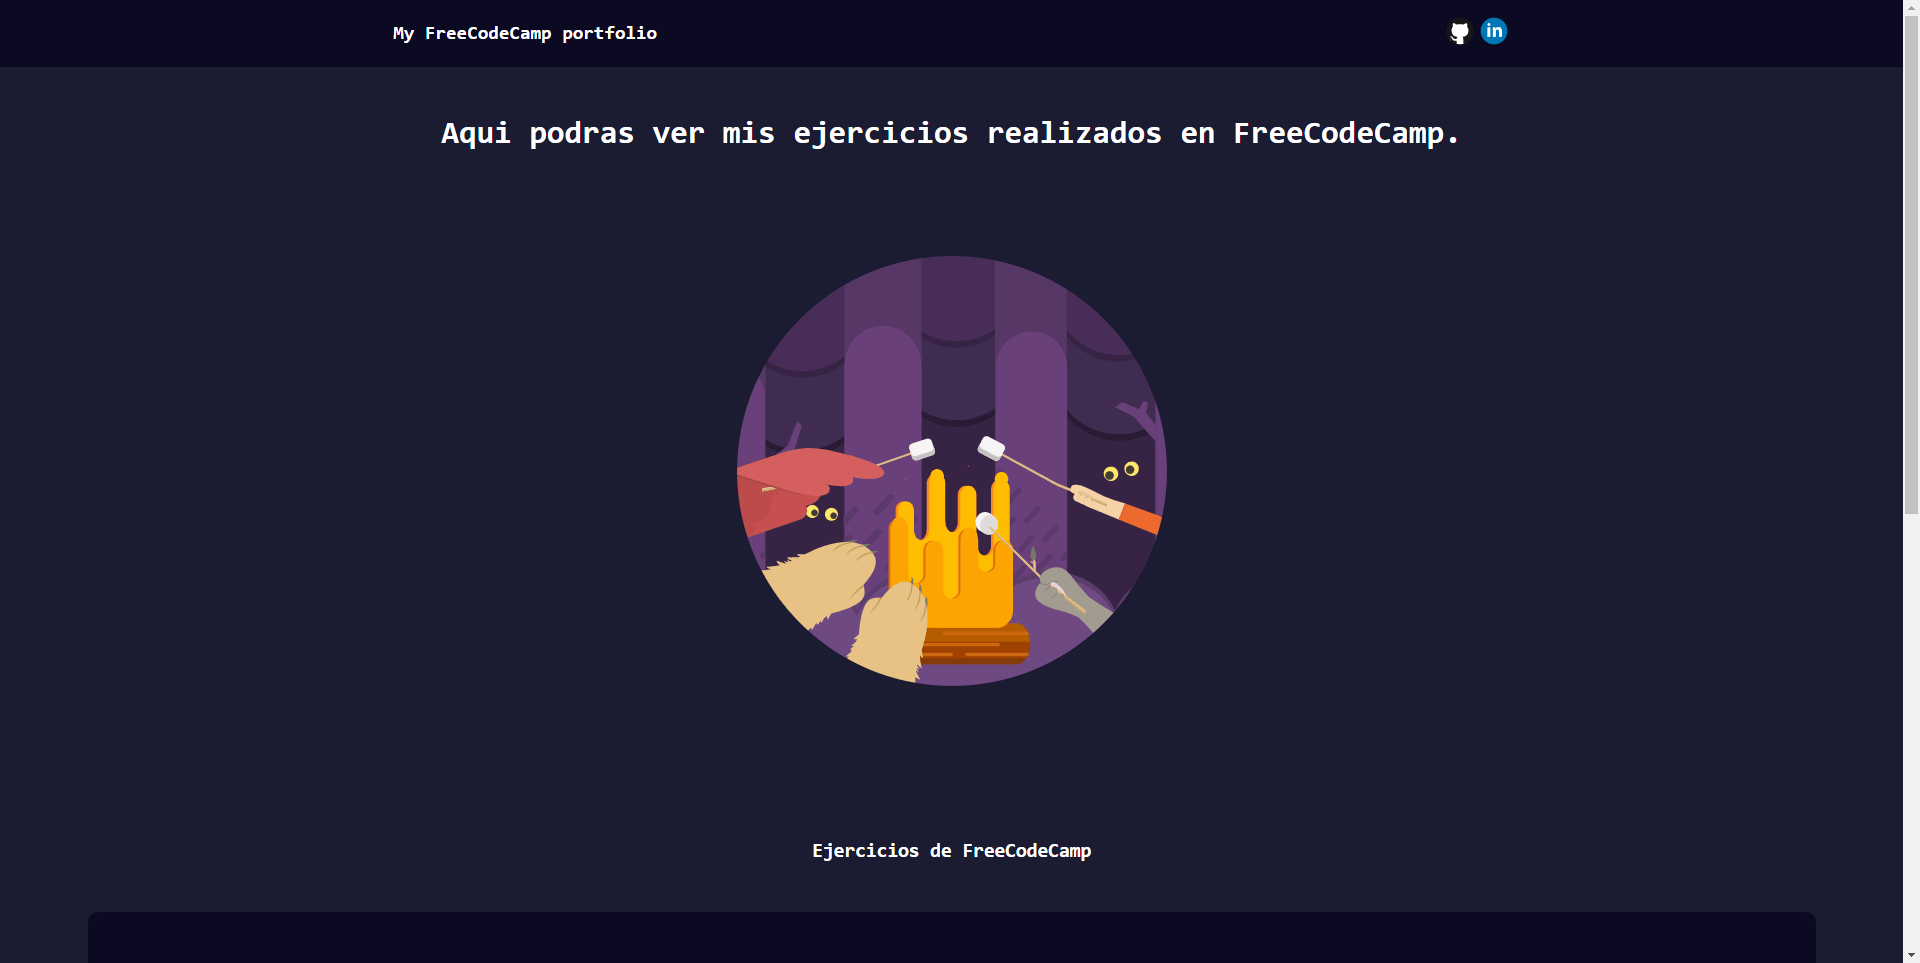 My FreeCodeCamp portfolio
in
Aqui podras ver mis ejercicios realizados en FreeCodeCamp.
Ejercicios de FreeCodeCamp